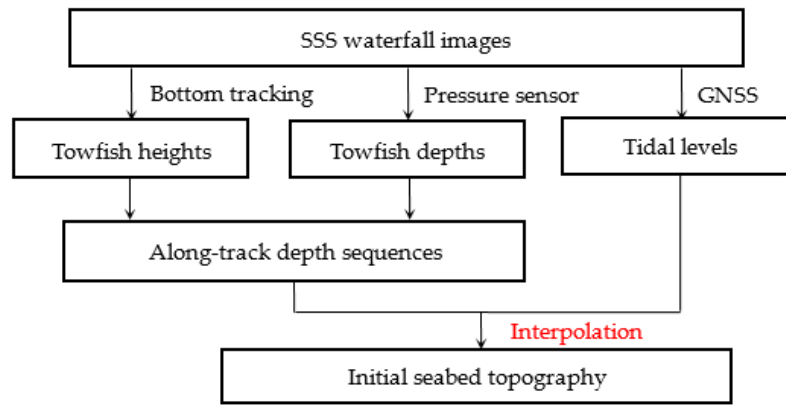 SSS waterfall images
Bottom tracking
Pressure sensor
GNSS
Towfish heights
Towfish depths
Tidal levels
Along-track depth sequences
Interpolation
Initial seabed topography